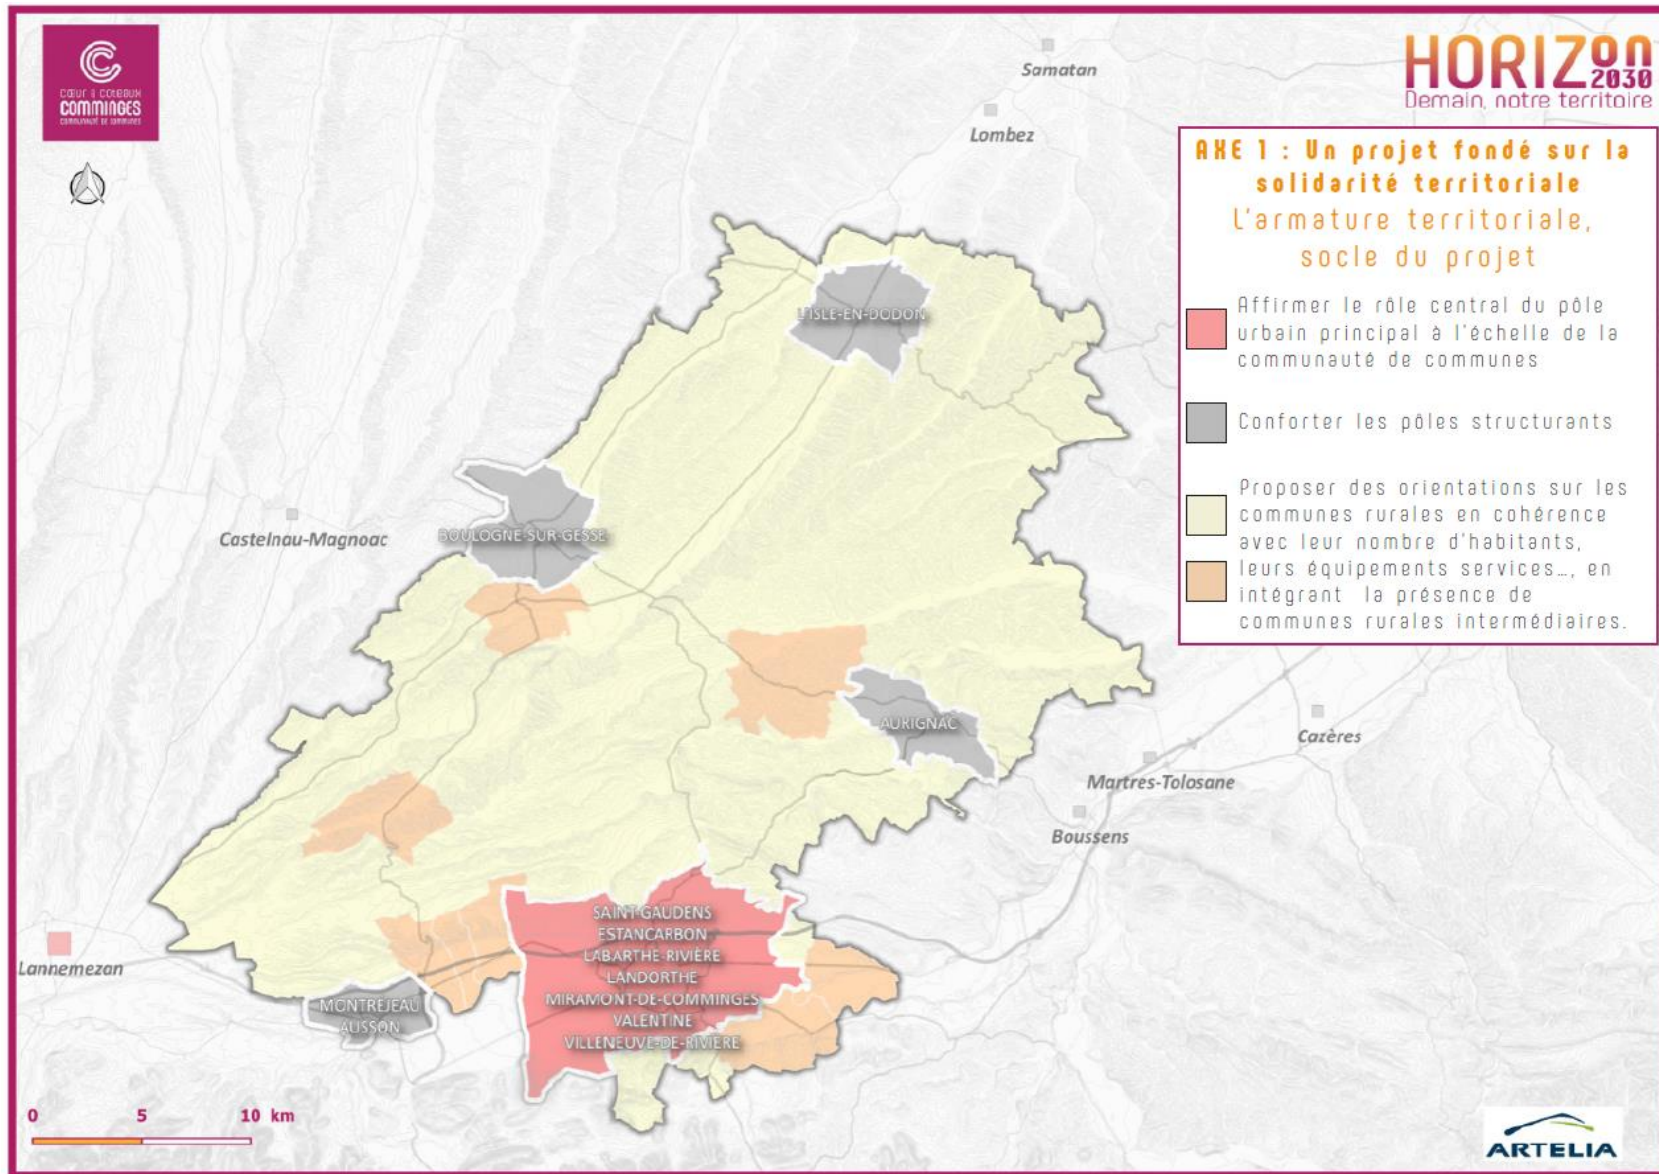 CŒUR & COTEAUX
COMMINGES
COMMUNAUTÉ DE COMMUNES
HORIZON
2030
Demain, notre territoire
AXE 1 : Un projet fondé sur la
solidarité territoriale
L'armature territoriale,
socle du projet
Affirmer le rôle central du pôle
urbain principal à l'échelle de la
communauté de communes
Conforter les pôles structurants
Proposer des orientations sur les
communes rurales en cohérence
avec leur nombre d'habitants,
leurs équipements services…, en
intégrant la présence de
communes rurales intermédiaires.
Samatan
Lombez
L'ISLE-EN-DODON
Castelnau-Magnoac
BOULOGNE-SUR-GESSE
AURIGNAC
Cazères
Martres-Tolosane
Boussens
SAINT-GAUDENS
ESTANCARBON
LABARTHE-RIVIÈRE
LANDORTHE
MIRAMONT-DE-COMMINGES
VALENTINE
VILLENEUVE-DE-RIVIÈRE
Lannemezan
MONTREJEAU
AUSSON
0 5 10 km
ARTELIA